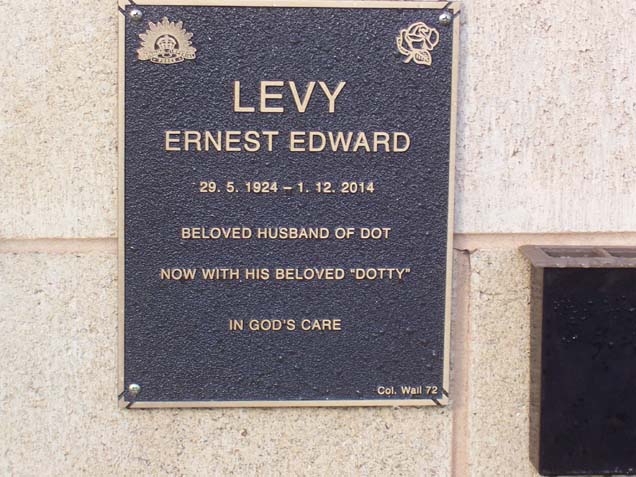 LEVY
ERNEST EDWARD
29. 5. 1924 – 1. 12. 2014
BELOVED HUSBAND OF DOT
NOW WITH HIS BELOVED "DOTTY"
IN GOD'S CARE
Col. Wall 72